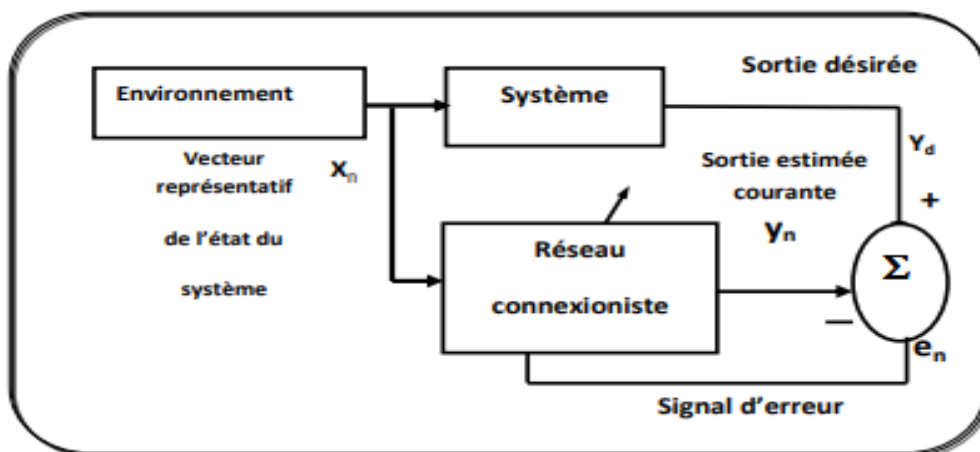 Sortie désirée
Environnement
Système
Vecteur
représentatif
de l'état du
système
Xn
Sortie estimée
courante
yn
Yd
+
Réseau
connexioniste
Σ
−
en
Signal d'erreur